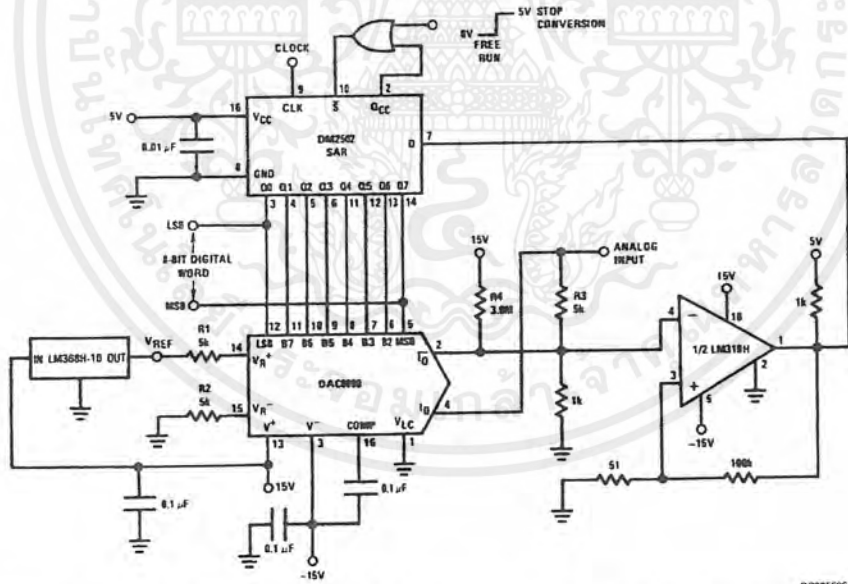 5V STOP
CONVERSION
0V FREE
RUN
CLOCK
9 10 2
CLK S̅ Q̅CC
5V 16 VCC
0.01 µF
DM2502
SAR
D 7
8 GND
Q0 Q1 Q2 Q3 Q4 Q5 Q6 Q7
3 4 5 6 11 12 13 14
LSB
8-BIT DIGITAL
WORD
MSB
15V
ANALOG
INPUT
5V
R4
R3
5k
15V
1k
12 11 10 9 8 7 6 5
LSB B7 B6 B5 B4 B3 B2 MSB
IN LM368H-10 OUT
VREF
R1
5k
14 VR+
2 I̅O̅
4 IO
DAC0800
R2
5k
15 VR−
V+ V− COMP VLC
13 3 16 1
1k
4 −
3 +
1/2 LM319H
10
1
2
5
-15V
51
100k
15V
0.1 µF
0.1 µF
0.1 µF
-15V